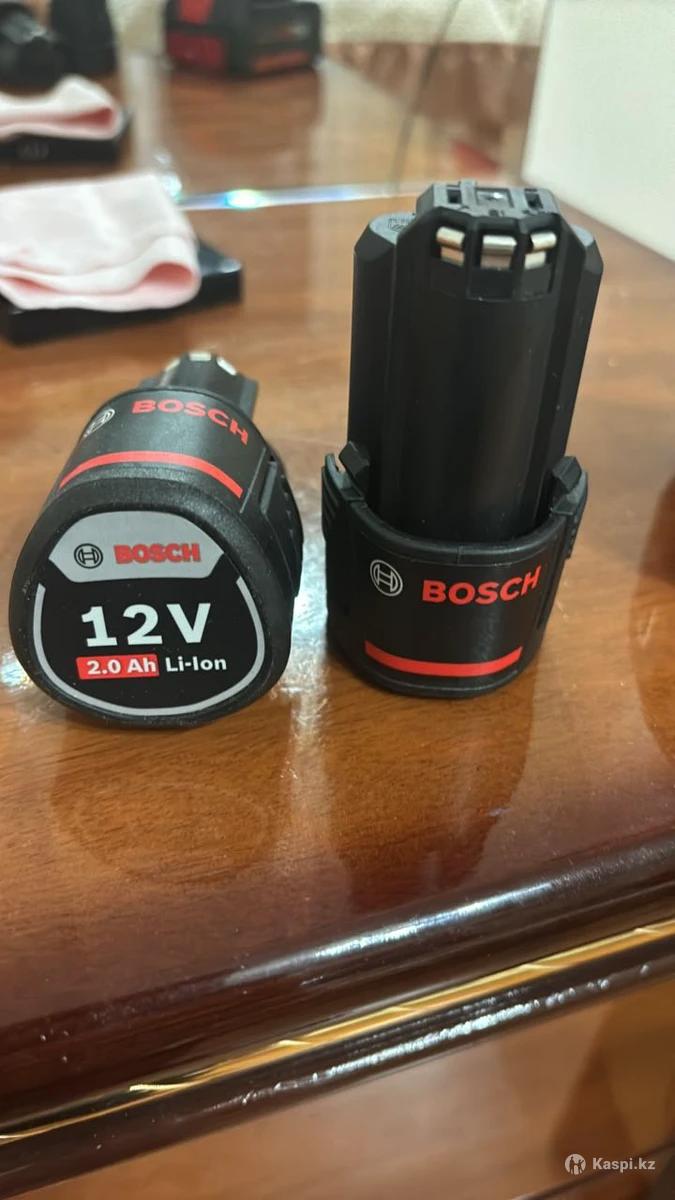 BOSCH
BOSCH
12V
2.0 Ah Li-Ion
BOSCH
Kaspi.kz